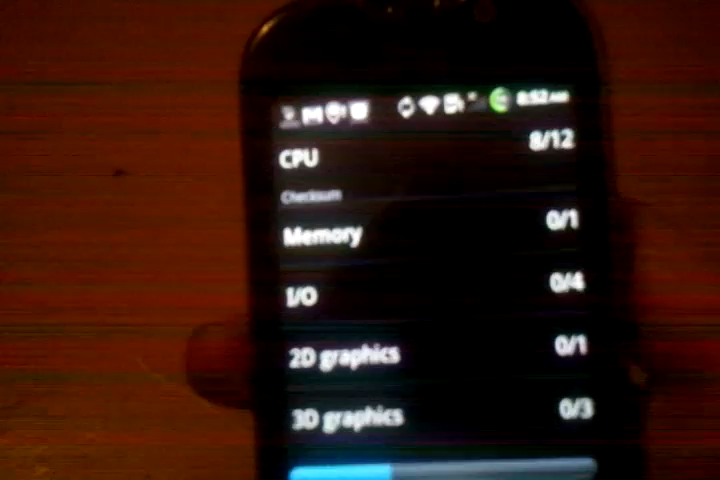 8:52 AM
CPU 8/12
Checksum
Memory 0/1
I/O 0/4
2D graphics 0/1
3D graphics 0/3